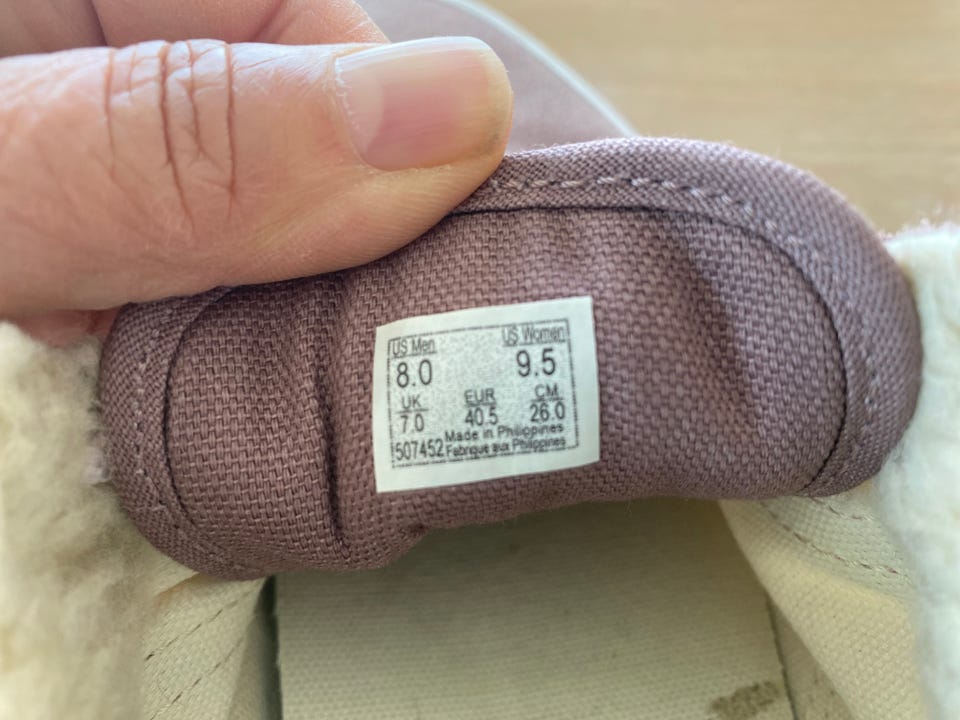 US Men US Women
8.0 9.5
UK EUR CM
7.0 40.5 26.0
Made in Philippines
507452 Fabriqué aux Philippines